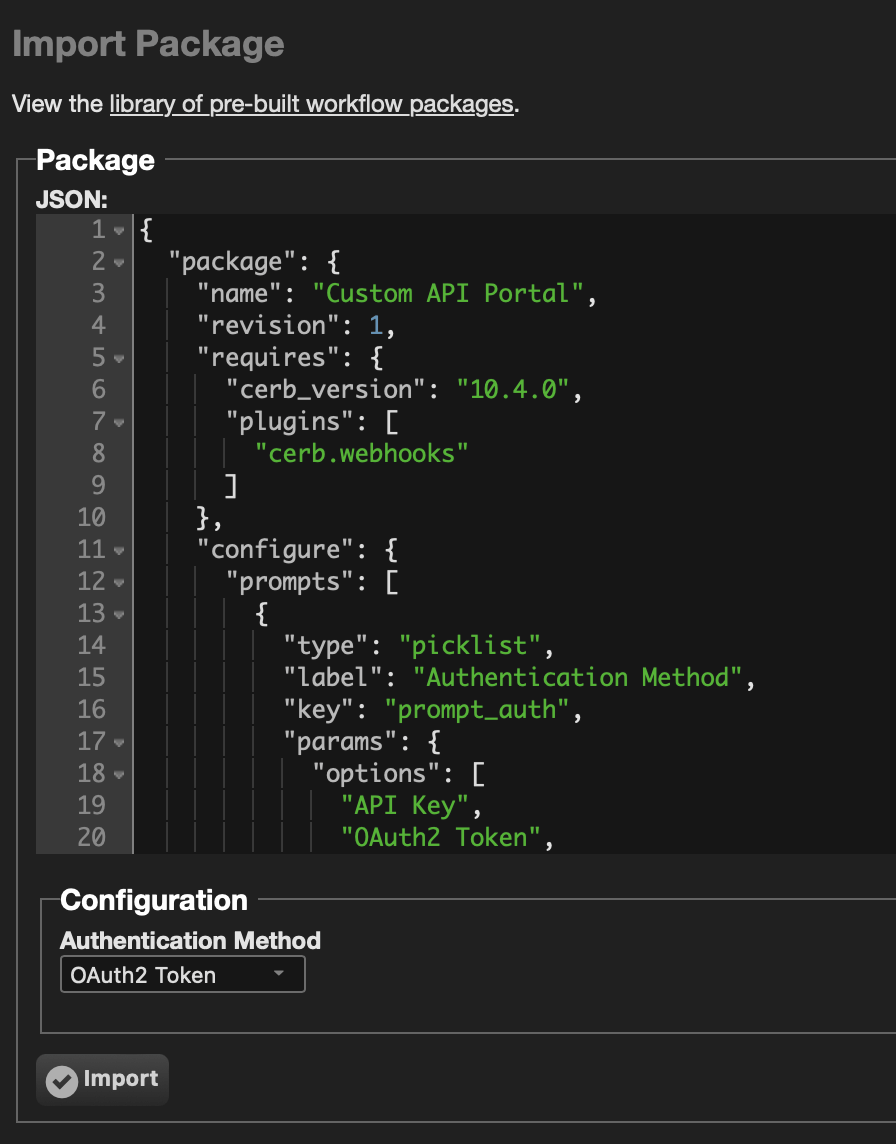 Import Package
View the library of pre-built workflow packages.
Package
JSON:
1 {
2   "package": {
3     "name": "Custom API Portal",
4     "revision": 1,
5     "requires": {
6       "cerb_version": "10.4.0",
7       "plugins": [
8         "cerb.webhooks"
9       ]
10     },
11     "configure": {
12       "prompts": [
13         {
14           "type": "picklist",
15           "label": "Authentication Method",
16           "key": "prompt_auth",
17           "params": {
18             "options": [
19               "API Key",
20               "OAuth2 Token",
Configuration
Authentication Method
OAuth2 Token
Import